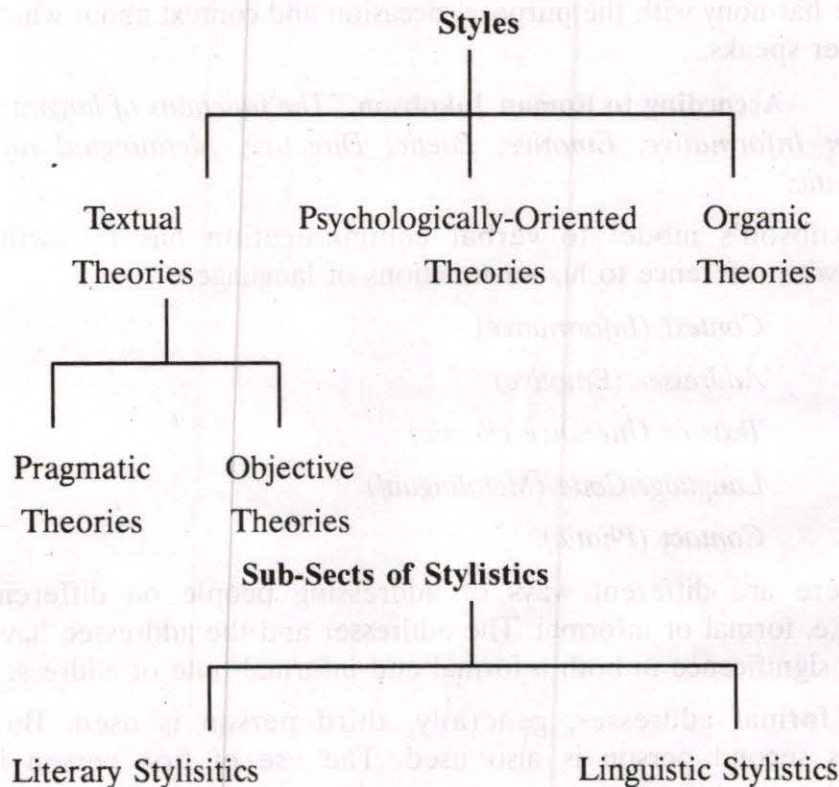 Styles
Textual Theories
Psychologically-Oriented Theories
Organic Theories
Pragmatic Theories
Objective Theories
Sub-Sects of Stylistics
Literary Stylisitics
Linguistic Stylistics